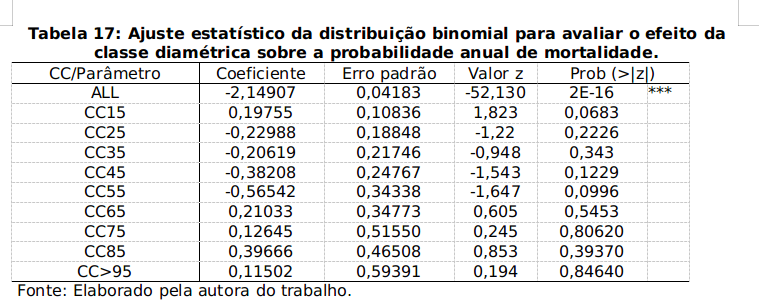 Tabela 17: Ajuste estatístico da distribuição binomial para avaliar o efeito da
classe diamétrica sobre a probabilidade anual de mortalidade.
CC/Parâmetro Coeficiente Erro padrão Valor z Prob (>|z|)
ALL -2,14907 0,04183 -52,130 2E-16 ***
CC15 0,19755 0,10836 1,823 0,0683
CC25 -0,22988 0,18848 -1,22 0,2226
CC35 -0,20619 0,21746 -0,948 0,343
CC45 -0,38208 0,24767 -1,543 0,1229
CC55 -0,56542 0,34338 -1,647 0,0996
CC65 0,21033 0,34773 0,605 0,5453
CC75 0,12645 0,51550 0,245 0,80620
CC85 0,39666 0,46508 0,853 0,39370
CC>95 0,11502 0,59391 0,194 0,84640
Fonte: Elaborado pela autora do trabalho.